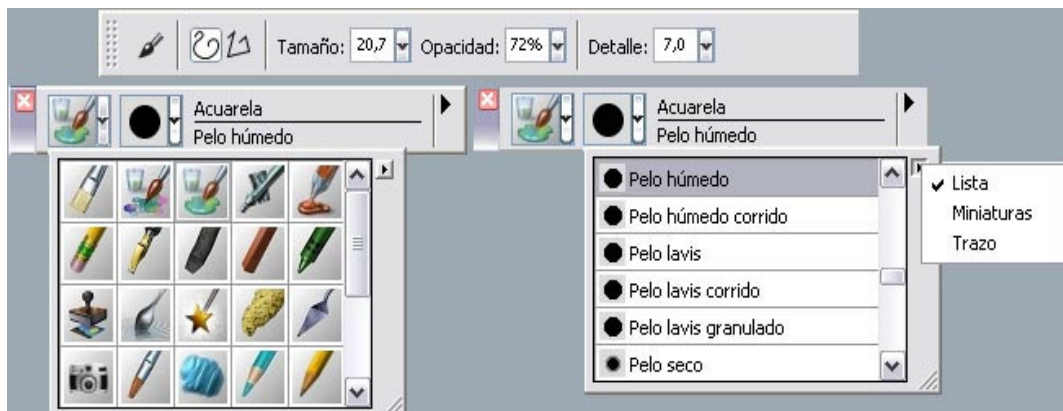 Tamaño: 20,7 Opacidad: 72% Detalle: 7,0
Acuarela
Pelo húmedo
Acuarela
Pelo húmedo
Pelo húmedo
Pelo húmedo corrido
Pelo lavis
Pelo lavis corrido
Pelo lavis granulado
Pelo seco
Lista
Miniaturas
Trazo